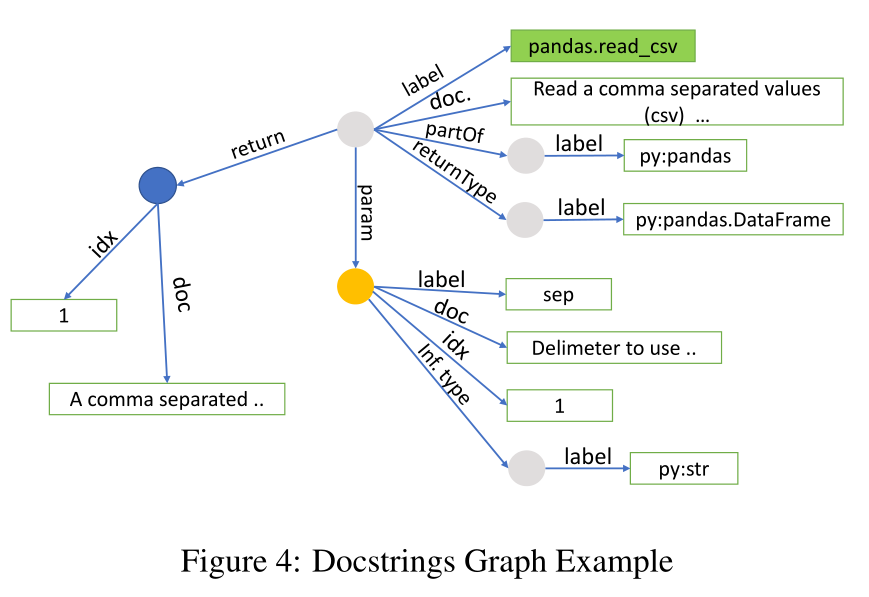 pandas.read_csv
label
Read a comma separated values
(csv) ...
doc.
partOf
label
py:pandas
return
returnType
label
py:pandas.DataFrame
param
idx
doc
label
sep
1
doc
Delimeter to use ..
idx
A comma separated ..
1
Inf. type
label
py:str
Figure 4: Docstrings Graph Example